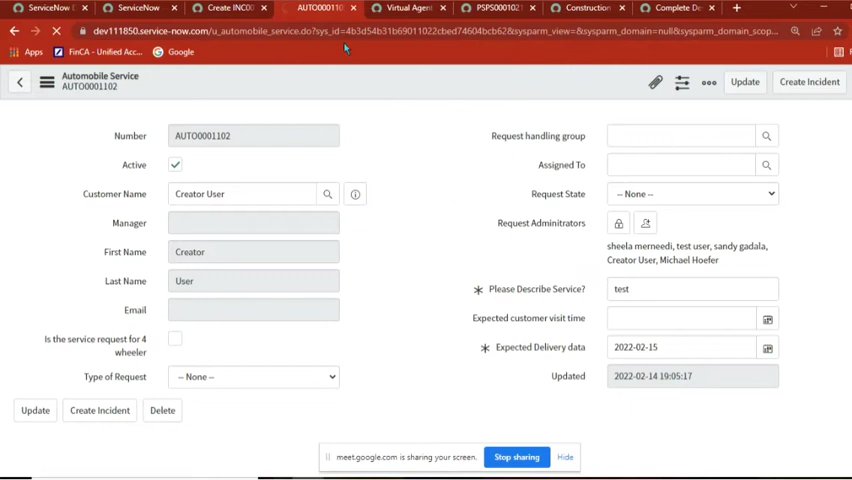 ServiceNow
ServiceNow
Create INC00
AUTO000110
Virtual Agent
PSPS001021
Construction
Complete De
dev111850.service-now.com/u_automobile_service.do?sys_id=4b3d54b31b69011022cbed74604bcb62&sysparm_view=&sysparm_domain=null&sysparm_domain_scop...
Apps
FinCA - Unified Acc...
Google
Automobile Service
AUTO0001102
Update
Create Incident
Number
AUTO0001102
Active
Customer Name
Creator User
Manager
First Name
Creator
Last Name
User
Email
Is the service request for 4
wheeler
Type of Request
-- None --
Request handling group
Assigned To
Request State
-- None --
Request Adminitrators
sheela merneedi, test user, sandy gadala,
Creator User, Michael Hoefer
Please Describe Service?
test
Expected customer visit time
Expected Delivery data
2022-02-15
Updated
2022-02-14 19:05:17
Update
Create Incident
Delete
meet.google.com is sharing your screen.
Stop sharing
Hide